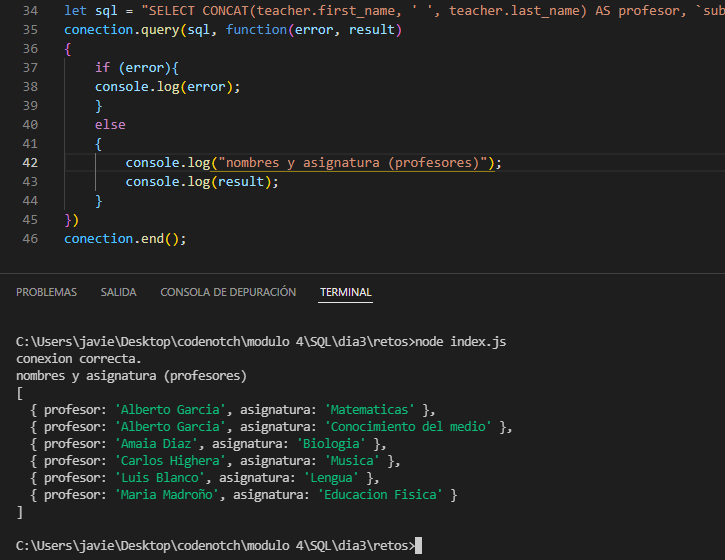 34 let sql = "SELECT CONCAT(teacher.first_name, ' ', teacher.last_name) AS profesor, `sub
35 conection.query(sql, function(error, result)
36 {
37 if (error){
38 console.log(error);
39 }
40 else
41 {
42 console.log("nombres y asignatura (profesores)");
43 console.log(result);
44 }
45 })
46 conection.end();
PROBLEMAS SALIDA CONSOLA DE DEPURACIÓN TERMINAL
C:\Users\javie\Desktop\codenotch\modulo 4\SQL\dia3\retos>node index.js
conexion correcta.
nombres y asignatura (profesores)
[
{ profesor: 'Alberto Garcia', asignatura: 'Matematicas' },
{ profesor: 'Alberto Garcia', asignatura: 'Conocimiento del medio' },
{ profesor: 'Amaia Diaz', asignatura: 'Biologia' },
{ profesor: 'Carlos Highera', asignatura: 'Musica' },
{ profesor: 'Luis Blanco', asignatura: 'Lengua' },
{ profesor: 'Maria Madroño', asignatura: 'Educacion Fisica' }
]
C:\Users\javie\Desktop\codenotch\modulo 4\SQL\dia3\retos>